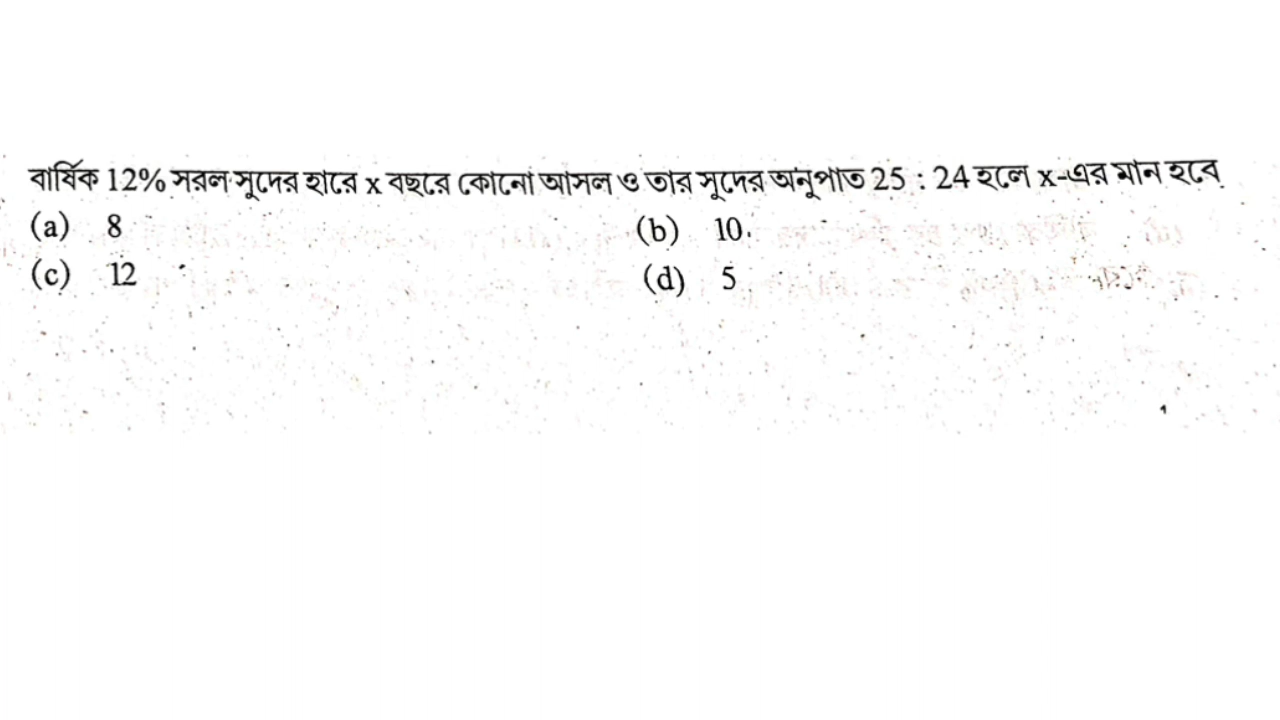 বার্ষিক 12% সরল সুদের হারে x বছরে কোনো আসল ও তার সুদের অনুপাত 25 : 24 হলে x-এর মান হবে
(a) 8 (b) 10
(c) 12 (d) 5